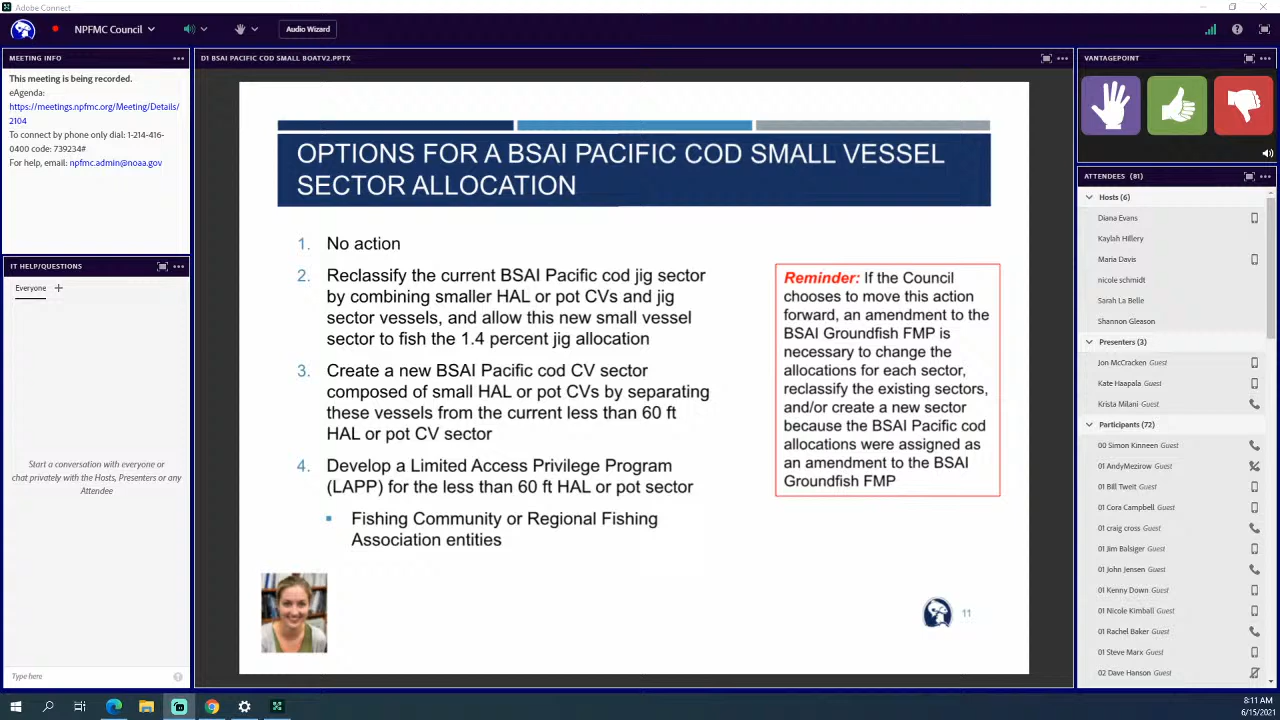 Adobe Connect
NPFMC Council
Audio Wizard
MEETING INFO
This meeting is being recorded.
eAgenda:
https://meetings.npfmc.org/Meeting/Details/
2104
To connect by phone only dial: 1-214-416-
0400 code: 739234#
For help, email: npfmc.admin@noaa.gov
IT HELP/QUESTIONS
Everyone
Start a conversation with everyone or
chat privately with the Hosts, Presenters or any
Attendee
Type here
D1 BSAI PACIFIC COD SMALL BOATV2.PPTX
OPTIONS FOR A BSAI PACIFIC COD SMALL VESSEL
SECTOR ALLOCATION
1. No action
2. Reclassify the current BSAI Pacific cod jig sector
by combining smaller HAL or pot CVs and jig
sector vessels, and allow this new small vessel
sector to fish the 1.4 percent jig allocation
3. Create a new BSAI Pacific cod CV sector
composed of small HAL or pot CVs by separating
these vessels from the current less than 60 ft
HAL or pot CV sector
4. Develop a Limited Access Privilege Program
(LAPP) for the less than 60 ft HAL or pot sector
Fishing Community or Regional Fishing
Association entities
Reminder: If the Council
chooses to move this action
forward, an amendment to the
BSAI Groundfish FMP is
necessary to change the
allocations for each sector,
reclassify the existing sectors,
and/or create a new sector
because the BSAI Pacific cod
allocations were assigned as
an amendment to the BSAI
Groundfish FMP
11
VANTAGEPOINT
ATTENDEES (81)
Hosts (6)
Diana Evans
Kaylah Hillery
Maria Davis
nicole schmidt
Sarah La Belle
Shannon Gleason
Presenters (3)
Jon McCracken Guest
Kate Haapala Guest
Krista Milani Guest
Participants (72)
00 Simon Kinneen Guest
01 AndyMezirow Guest
01 Bill Tweit Guest
01 Cora Campbell Guest
01 craig cross Guest
01 Jim Balsiger Guest
01 John Jensen Guest
01 Kenny Down Guest
01 Nicole Kimball Guest
01 Rachel Baker Guest
01 Steve Marx Guest
02 Dave Hanson Guest
8:11 AM
6/15/2021